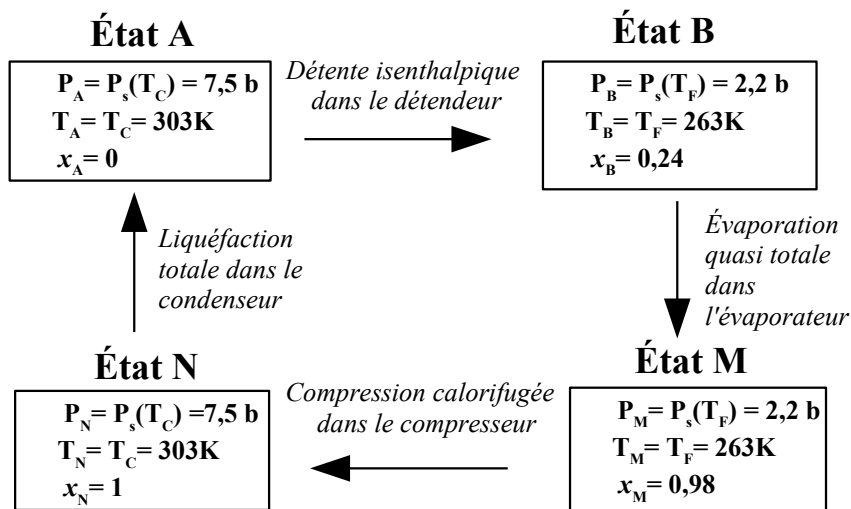 État A
P_A= P_s(T_C) = 7,5 b
T_A= T_C= 303K
x_A= 0
Détente isenthalpique
dans le détendeur
État B
P_B= P_s(T_F) = 2,2 b
T_B= T_F= 263K
x_B= 0,24
Liquéfaction
totale dans le
condenseur
Évaporation
quasi totale
dans
l'évaporateur
État N
P_N= P_s(T_C) =7,5 b
T_N= T_C= 303K
x_N= 1
Compression calorifugée
dans le compresseur
État M
P_M= P_s(T_F) = 2,2 b
T_M= T_F= 263K
x_M= 0,98